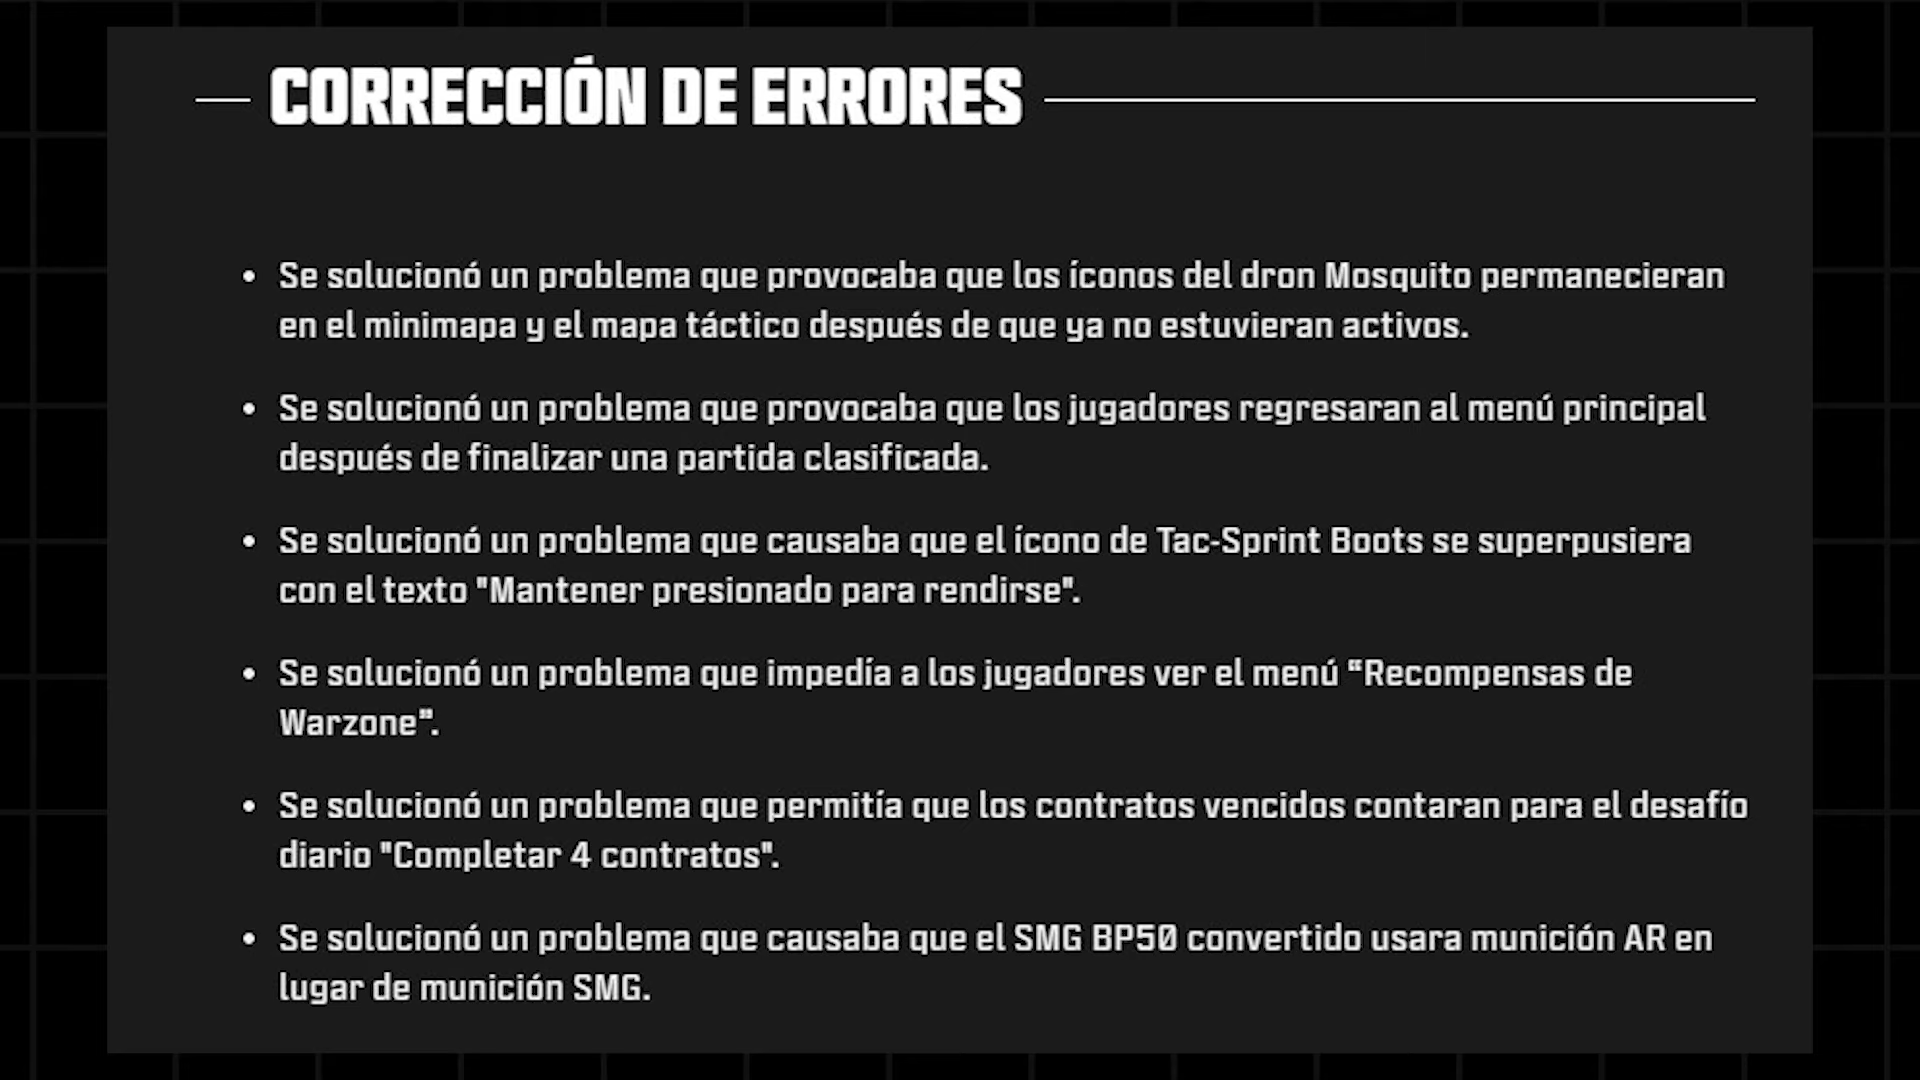 CORRECCIÓN DE ERRORES
• Se solucionó un problema que provocaba que los íconos del dron Mosquito permanecieran
en el minimapa y el mapa táctico después de que ya no estuvieran activos.
• Se solucionó un problema que provocaba que los jugadores regresaran al menú principal
después de finalizar una partida clasificada.
• Se solucionó un problema que causaba que el ícono de Tac-Sprint Boots se superpusiera
con el texto "Mantener presionado para rendirse".
• Se solucionó un problema que impedía a los jugadores ver el menú “Recompensas de
Warzone”.
• Se solucionó un problema que permitía que los contratos vencidos contaran para el desafío
diario "Completar 4 contratos".
• Se solucionó un problema que causaba que el SMG BP50 convertido usara munición AR en
lugar de munición SMG.